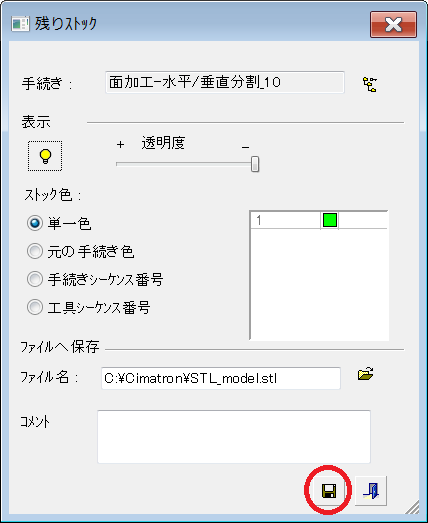 残りストック
手続き：
面加工-水平/垂直分割_10
表示
+ 透明度 −
ストック色：
単一色
1
元の手続き色
手続きシーケンス番号
工具シーケンス番号
ファイルへ保存
ファイル名：
C:¥Cimatron¥STL_model.stl
コメント